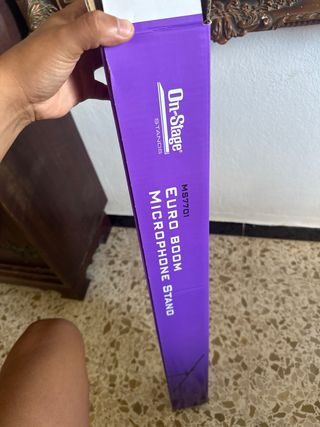 On-Stage®
STANDS
MS7701
EURO BOOM
MICROPHONE STAND